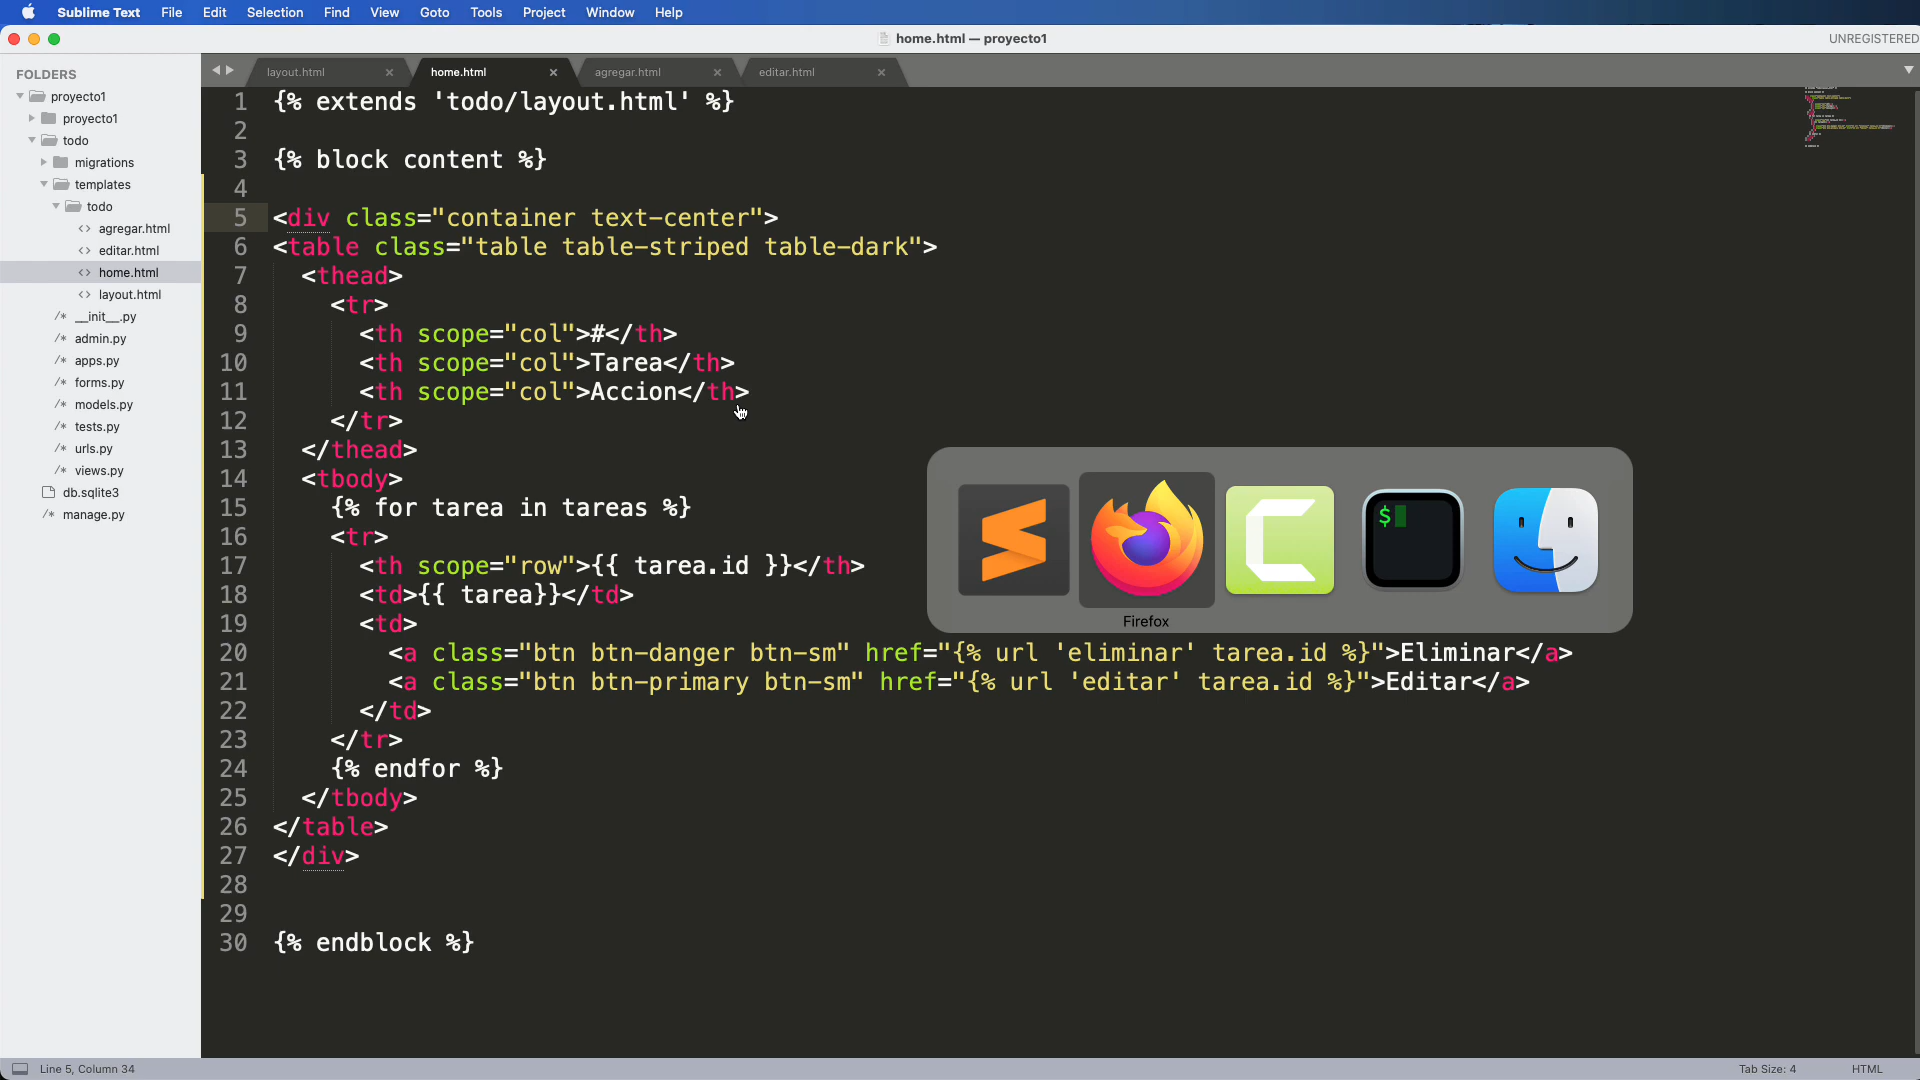 Sublime Text File Edit Selection Find View Goto Tools Project Window Help
home.html — proyecto1
UNREGISTERED
FOLDERS
proyecto1
proyecto1
todo
migrations
templates
todo
<> agregar.html
<> editar.html
<> home.html
<> layout.html
/* __init__.py
/* admin.py
/* apps.py
/* forms.py
/* models.py
/* tests.py
/* urls.py
/* views.py
db.sqlite3
/* manage.py
layout.html × home.html × agregar.html × editar.html ×
1 {% extends 'todo/layout.html' %}
2
3 {% block content %}
4
5 <div class="container text-center">
6 <table class="table table-striped table-dark">
7 <thead>
8 <tr>
9 <th scope="col">#</th>
10 <th scope="col">Tarea</th>
11 <th scope="col">Accion</th>
12 </tr>
13 </thead>
14 <tbody>
15 {% for tarea in tareas %}
16 <tr>
17 <th scope="row">{{ tarea.id }}</th>
18 <td>{{ tarea}}</td>
19 <td>
20 <a class="btn btn-danger btn-sm" href="{% url 'eliminar' tarea.id %}">Eliminar</a>
21 <a class="btn btn-primary btn-sm" href="{% url 'editar' tarea.id %}">Editar</a>
22 </td>
23 </tr>
24 {% endfor %}
25 </tbody>
26 </table>
27 </div>
28
29
30 {% endblock %}
$
Firefox
Line 5, Column 34
Tab Size: 4
HTML